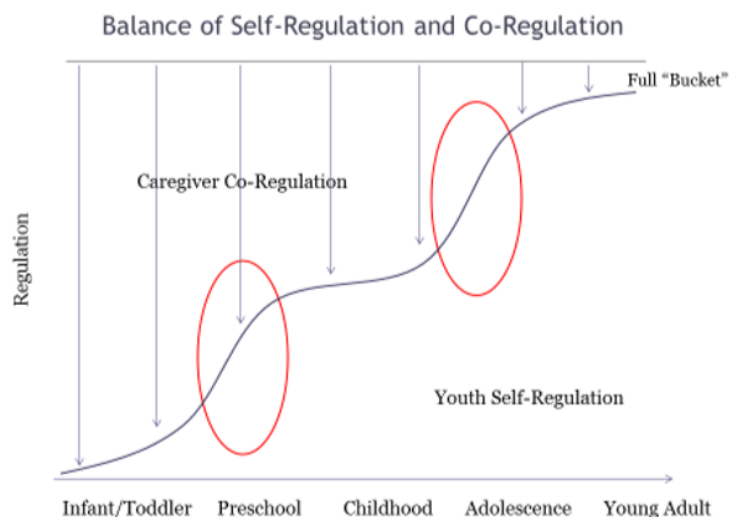 Balance of Self-Regulation and Co-Regulation
Full “Bucket”
Caregiver Co-Regulation
Regulation
Youth Self-Regulation
Infant/Toddler Preschool Childhood Adolescence Young Adult